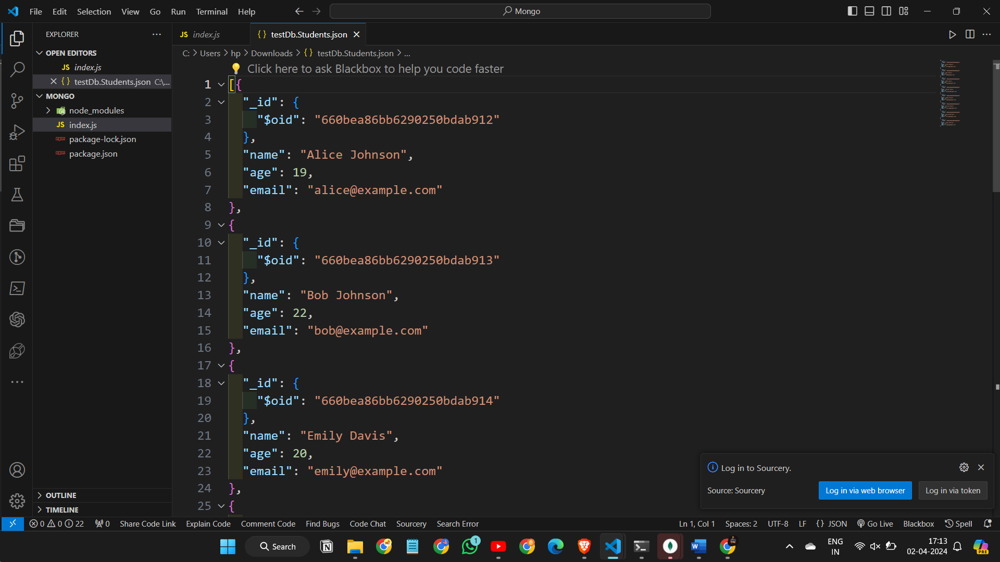 File Edit Selection View Go Run Terminal Help
Mongo
EXPLORER
OPEN EDITORS
JS index.js
{} testDb.Students.json C:\...
MONGO
node_modules
JS index.js
package-lock.json
package.json
OUTLINE
TIMELINE
JS index.js
{} testDb.Students.json
C: > Users > hp > Downloads > {} testDb.Students.json > ...
Click here to ask Blackbox to help you code faster
1 [{
2 "_id": {
3 "$oid": "660bea86bb6290250bdab912"
4 },
5 "name": "Alice Johnson",
6 "age": 19,
7 "email": "alice@example.com"
8 },
9 {
10 "_id": {
11 "$oid": "660bea86bb6290250bdab913"
12 },
13 "name": "Bob Johnson",
14 "age": 22,
15 "email": "bob@example.com"
16 },
17 {
18 "_id": {
19 "$oid": "660bea86bb6290250bdab914"
20 },
21 "name": "Emily Davis",
22 "age": 20,
23 "email": "emily@example.com"
24 },
25 {
Log in to Sourcery.
Source: Sourcery
Log in via web browser
Log in via token
0 0 22 0 Share Code Link Explain Code Comment Code Find Bugs Code Chat Sourcery Search Error
Ln 1, Col 1 Spaces: 2 UTF-8 LF {} JSON Go Live Blackbox Spell
Search
1
ENG
IN
17:13
02-04-2024
PRE